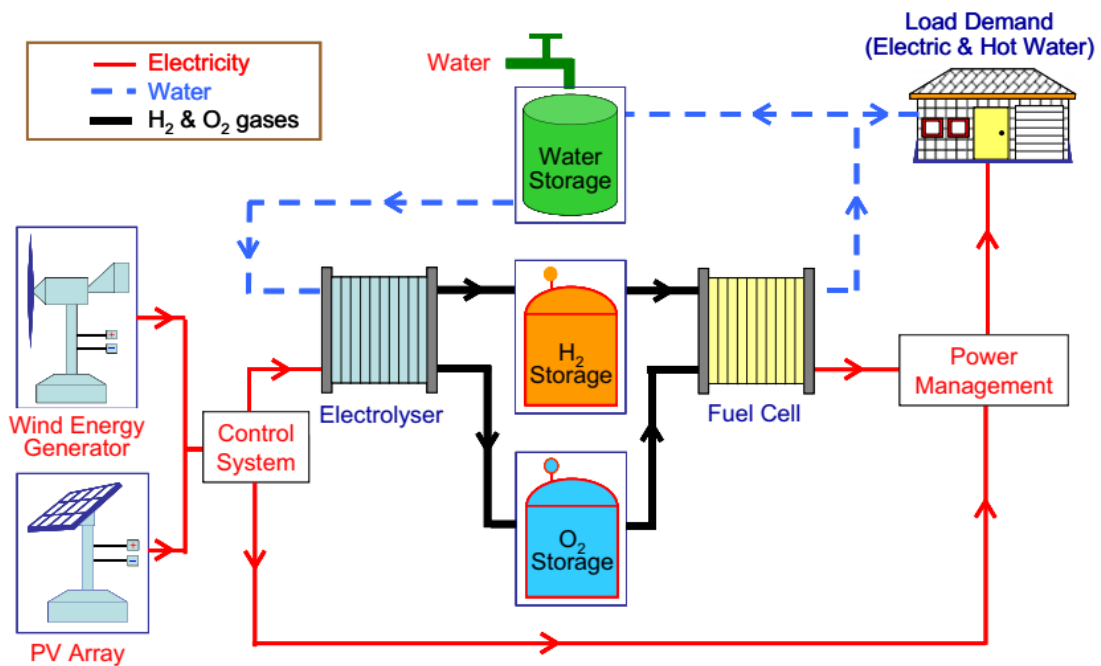 Electricity
Water
H₂ & O₂ gases
Water
Load Demand
(Electric & Hot Water)
Water
Storage
+
−
Wind Energy
Generator
Control
System
Electrolyser
H₂
Storage
Fuel Cell
Power
Management
+
−
PV Array
O₂
Storage